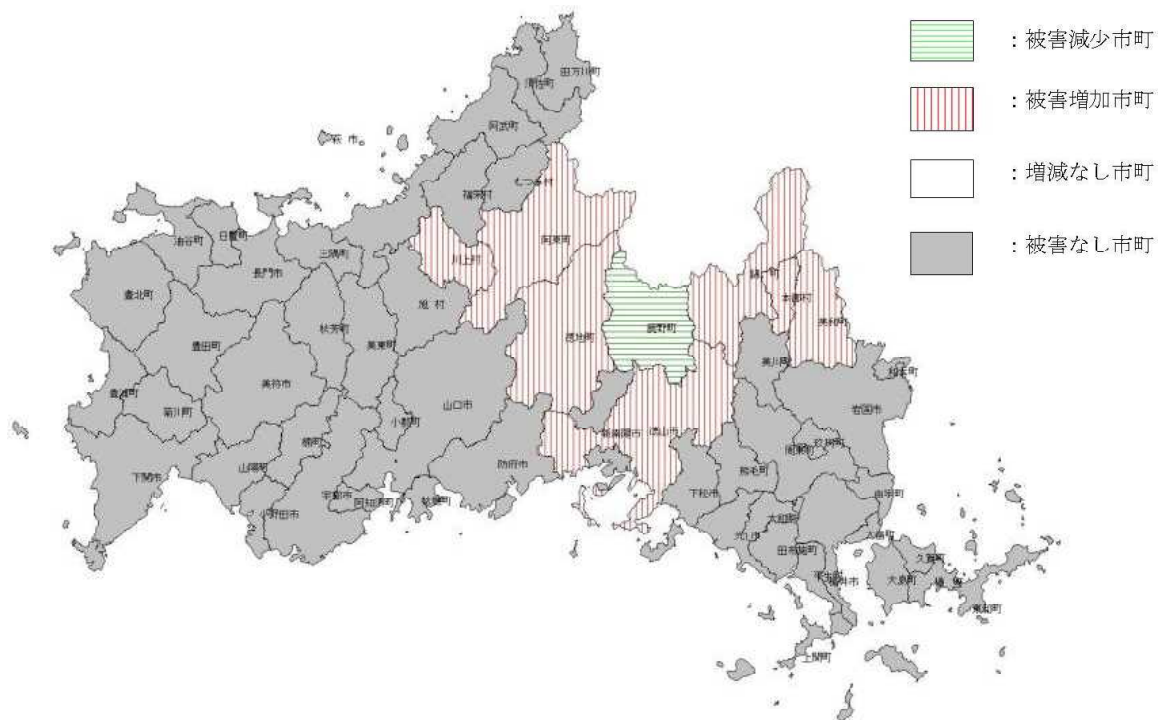 ：被害減少市町
：被害増加市町
：増減なし市町
：被害なし市町
田万川町
須佐町
阿武町
萩 市
むつみ村
福栄村
阿東町
川上村
油谷町
日置町
三隅町
長門市
豊北町
旭 村
秋芳町
美東町
豊田町
美祢市
徳地町
鹿野町
錦 町
本郷村
美和町
美川町
和木町
岩国市
豊浦町
菊川町
山口市
小郡町
楠町
山陽町
下関市
宇部市
阿知須町
小野田市
秋穂町
防府市
新南陽市
徳山市
周東町
玖珂町
熊毛町
下松市
由宇町
大和町
光 市
田布施町
平生町
柳井市
久賀町
大島町
橘 町
東和町
上関町